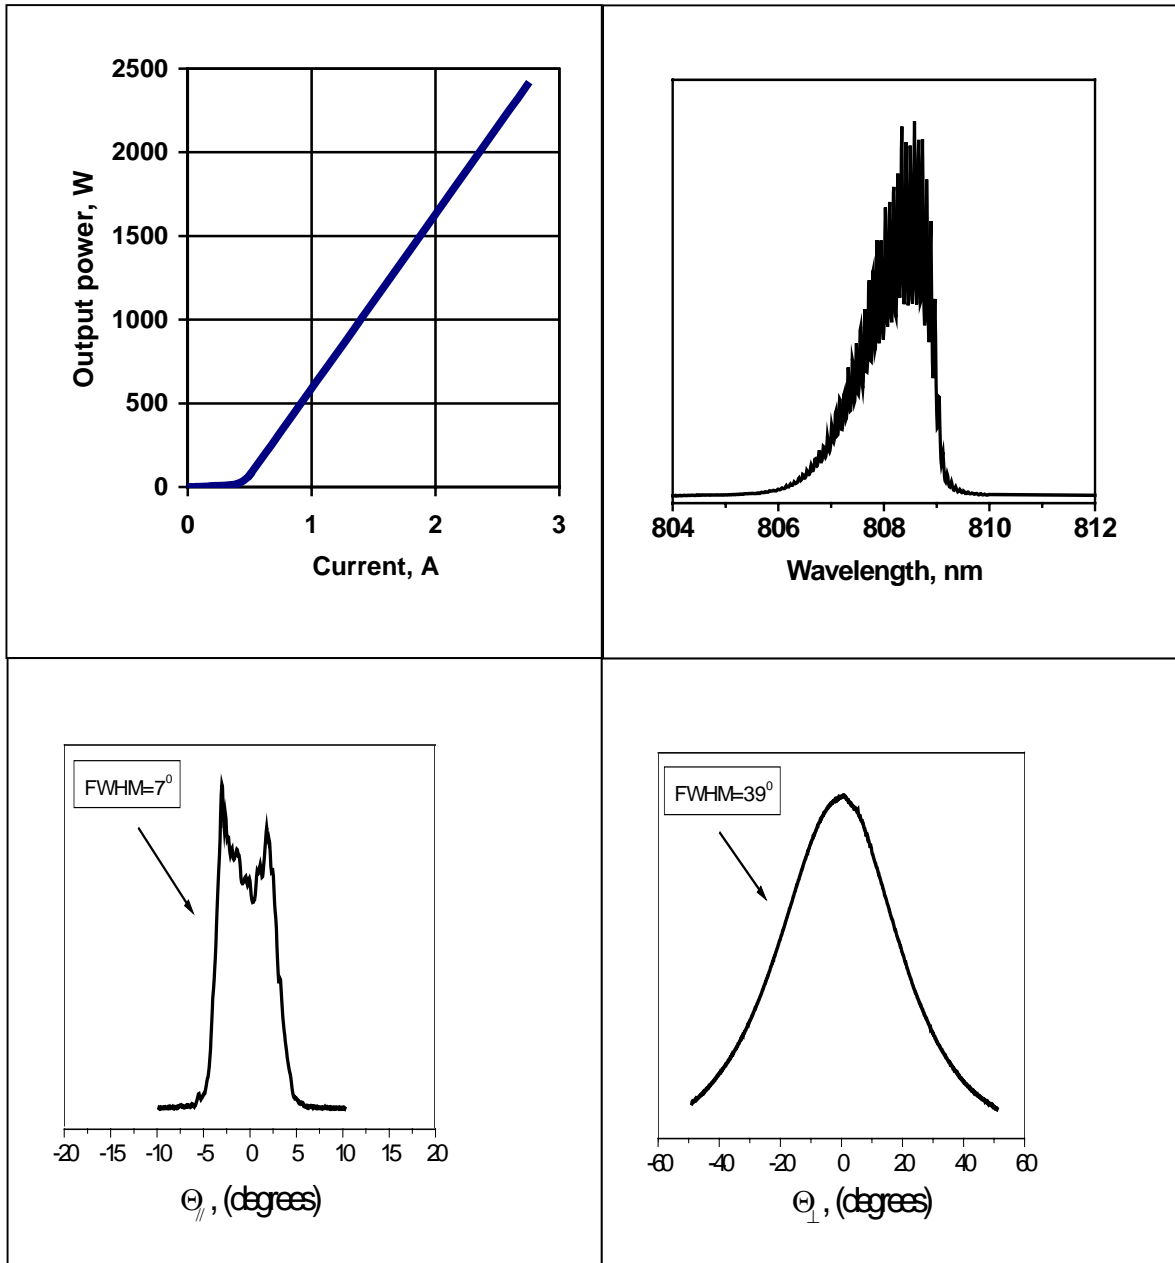 2500
2000
1500
1000
500
0
Output power, W
0 1 2 3
Current, A
804 806 808 810 812
Wavelength, nm
FWHM=7⁰
-20 -15 -10 -5 0 5 10 15 20
Θ∥, (degrees)
FWHM=39⁰
-60 -40 -20 0 20 40 60
Θ⊥, (degrees)